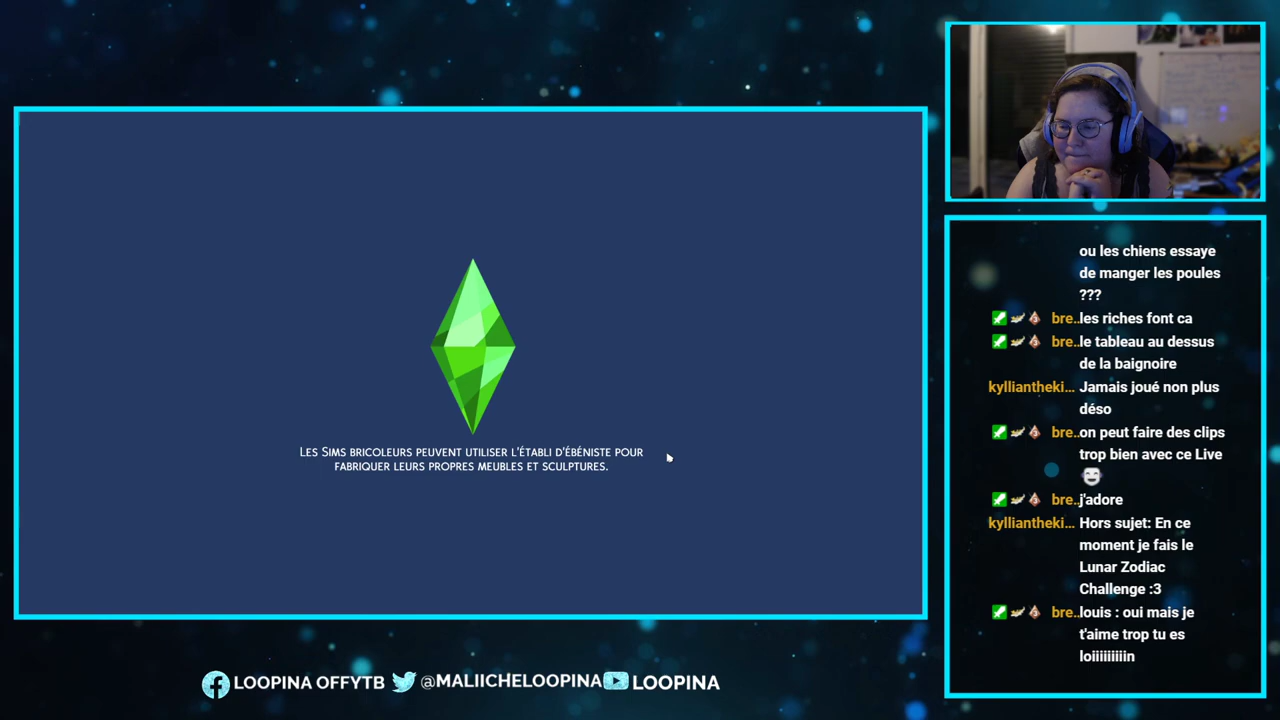 ou les chiens essaye
de manger les poules
???
bre..les riches font ca
bre..le tableau au dessus
de la baignoire
kylliantheki... Jamais joué non plus
déso
bre..on peut faire des clips
trop bien avec ce Live
bre..j'adore
kylliantheki... Hors sujet: En ce
moment je fais le
Lunar Zodiac
Challenge :3
bre..louis : oui mais je
t'aime trop tu es
loiiiiiiiiin
Les Sims bricoleurs peuvent utiliser l'établi d'ébéniste pour
fabriquer leurs propres meubles et sculptures.
LOOPINA OFFYTB @MALIICHELOOPINA LOOPINA